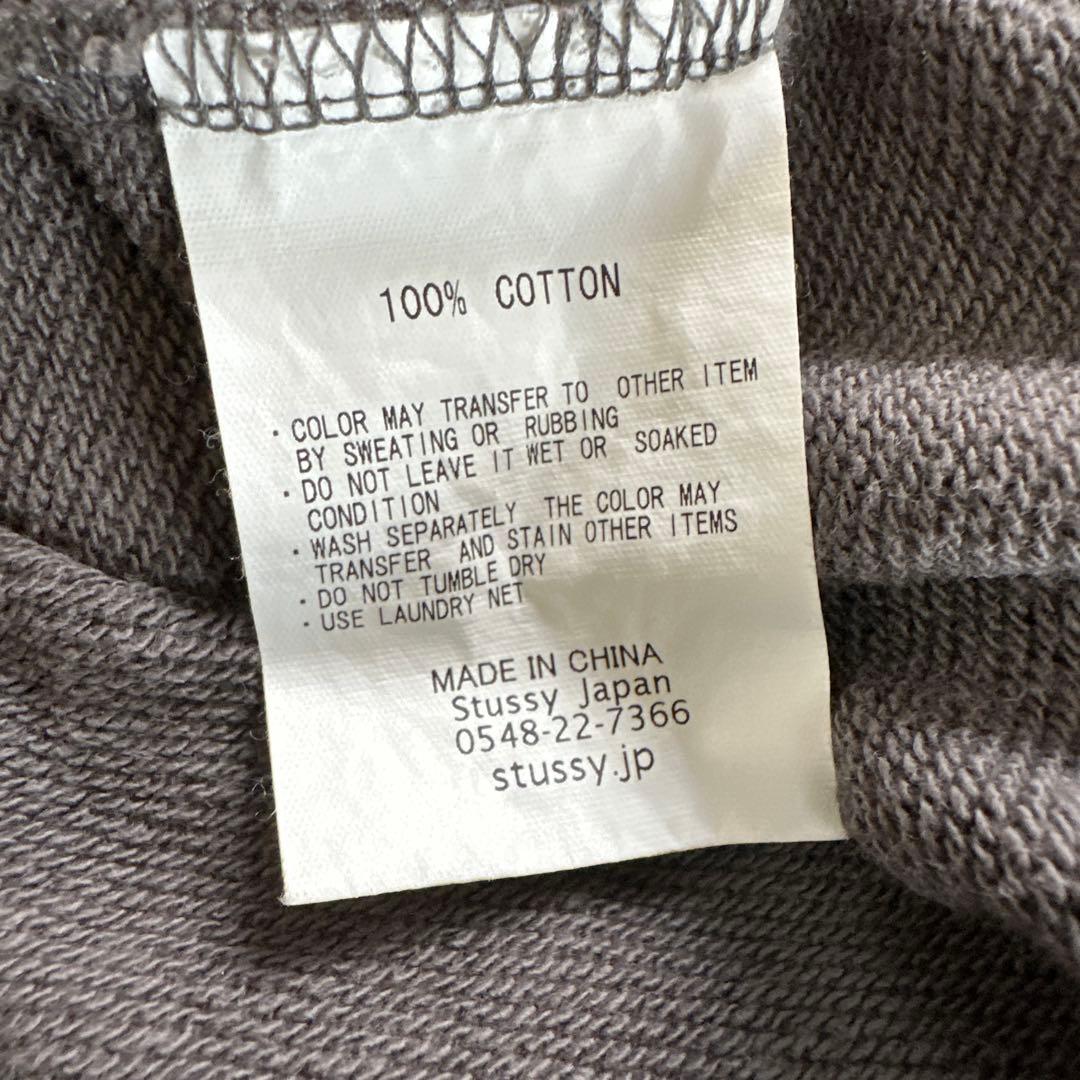 100% COTTON
・COLOR MAY TRANSFER TO OTHER ITEM
BY SWEATING OR RUBBING
・DO NOT LEAVE IT WET OR SOAKED
CONDITION
・WASH SEPARATELY THE COLOR MAY
TRANSFER AND STAIN OTHER ITEMS
・DO NOT TUMBLE DRY
・USE LAUNDRY NET
MADE IN CHINA
Stussy Japan
0548-22-7366
stussy.jp